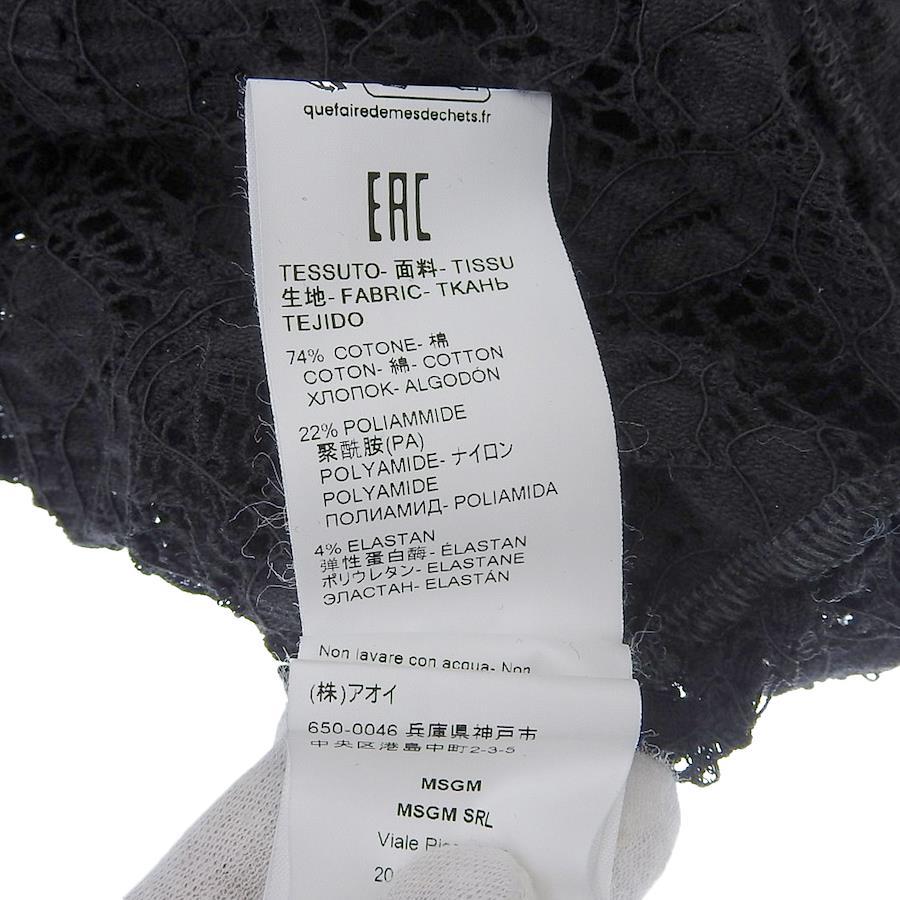 quefairedemesdechets.fr
EAC
TESSUTO- 面料- TISSU
生地- FABRIC- ТКАНЬ
TEJIDO
74% COTONE- 棉
COTON- 綿- COTTON
ХЛОПОК- ALGODÓN
22% POLIAMMIDE
聚酰胺(PA)
POLYAMIDE- ナイロン
POLYAMIDE
ПОЛИАМИД- POLIAMIDA
4% ELASTAN
弹性蛋白酶- ÉLASTAN
ポリウレタン- ELASTANE
ЭЛАСТАН- ELASTÁN
Non lavare con acqua- Non
(株)アオイ
650-0046 兵庫県神戸市
中央区港島中町2-3-5
MSGM
MSGM SRL
Viale
20